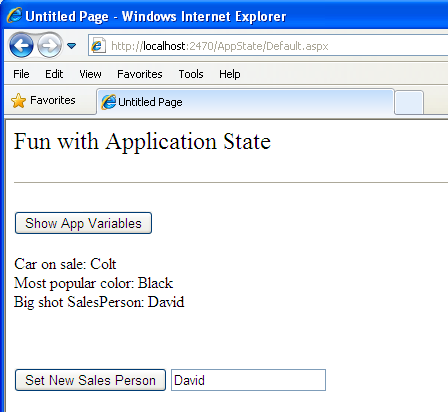 Untitled Page - Windows Internet Explorer
http://localhost:2470/AppState/Default.aspx
File Edit View Favorites Tools Help
Favorites Untitled Page
Fun with Application State
Show App Variables
Car on sale: Colt
Most popular color: Black
Big shot SalesPerson: David
Set New Sales Person David